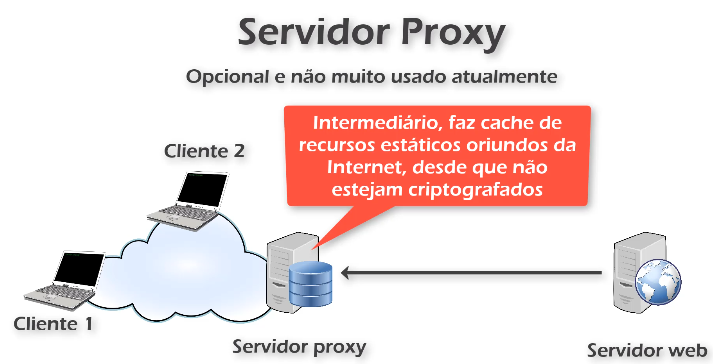 Servidor Proxy
Opcional e não muito usado atualmente
Intermediário, faz cache de
recursos estáticos oriundos da
Internet, desde que não
estejam criptografados
Cliente 2
Cliente 1
Servidor proxy
Servidor web